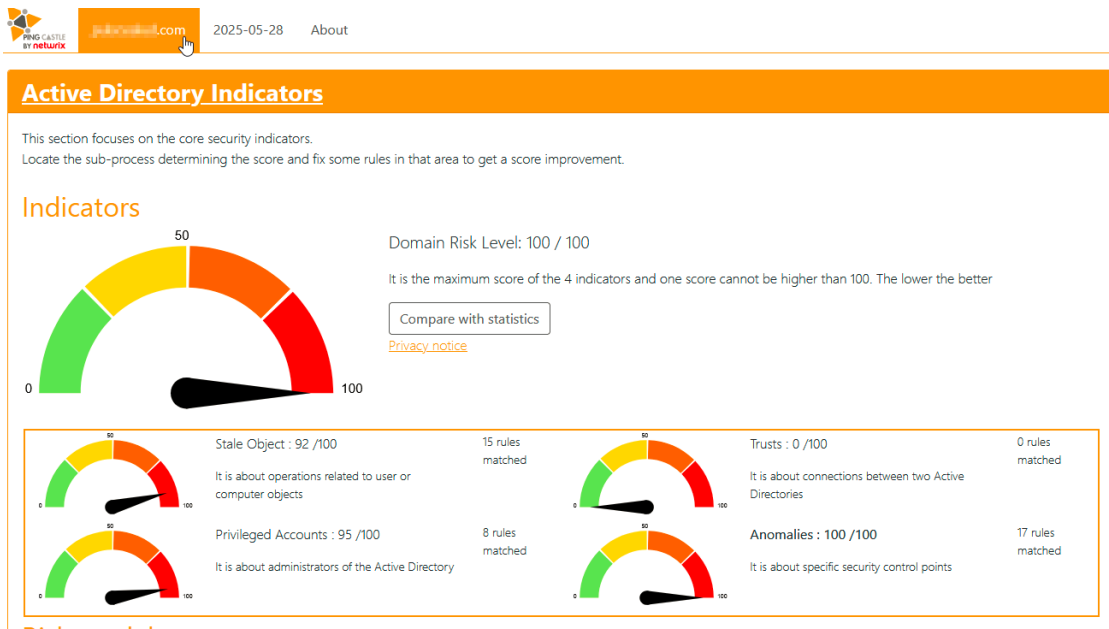 PING CASTLE
BY netwrix
.com
2025-05-28
About
Active Directory Indicators
This section focuses on the core security indicators.
Locate the sub-process determining the score and fix some rules in that area to get a score improvement.
Indicators
50
0
100
Domain Risk Level: 100 / 100
It is the maximum score of the 4 indicators and one score cannot be higher than 100. The lower the better
Compare with statistics
Privacy notice
50
0
100
Stale Object : 92 /100
It is about operations related to user or
computer objects
15 rules
matched
50
0
100
Trusts : 0 /100
It is about connections between two Active
Directories
0 rules
matched
50
0
100
Privileged Accounts : 95 /100
It is about administrators of the Active Directory
8 rules
matched
50
0
100
Anomalies : 100 /100
It is about specific security control points
17 rules
matched